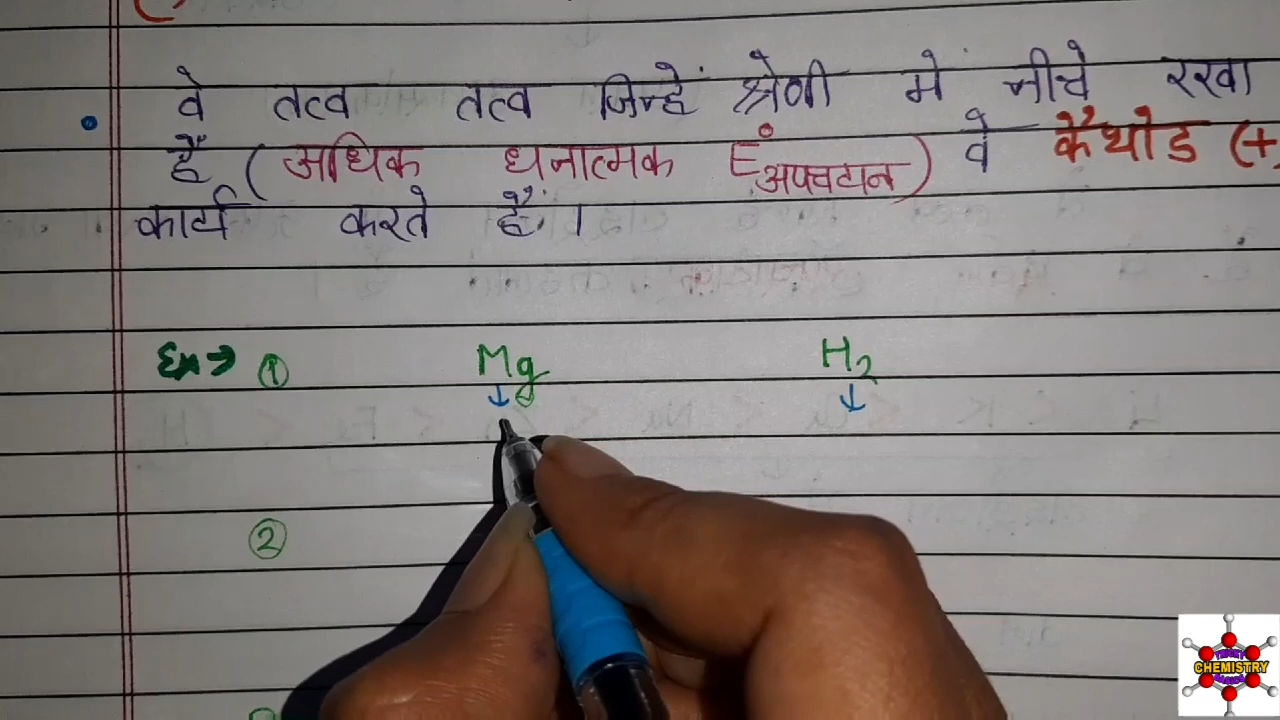 • वे तत्व तत्व जिन्हें श्रेणी में नीचे रखा
है (अधिक धनात्मक E°अपचयन) वे कैथोड (+)
कार्य करते हैं।
Ex → ① Mg H₂
↓ ↓
②
CHEMISTRY